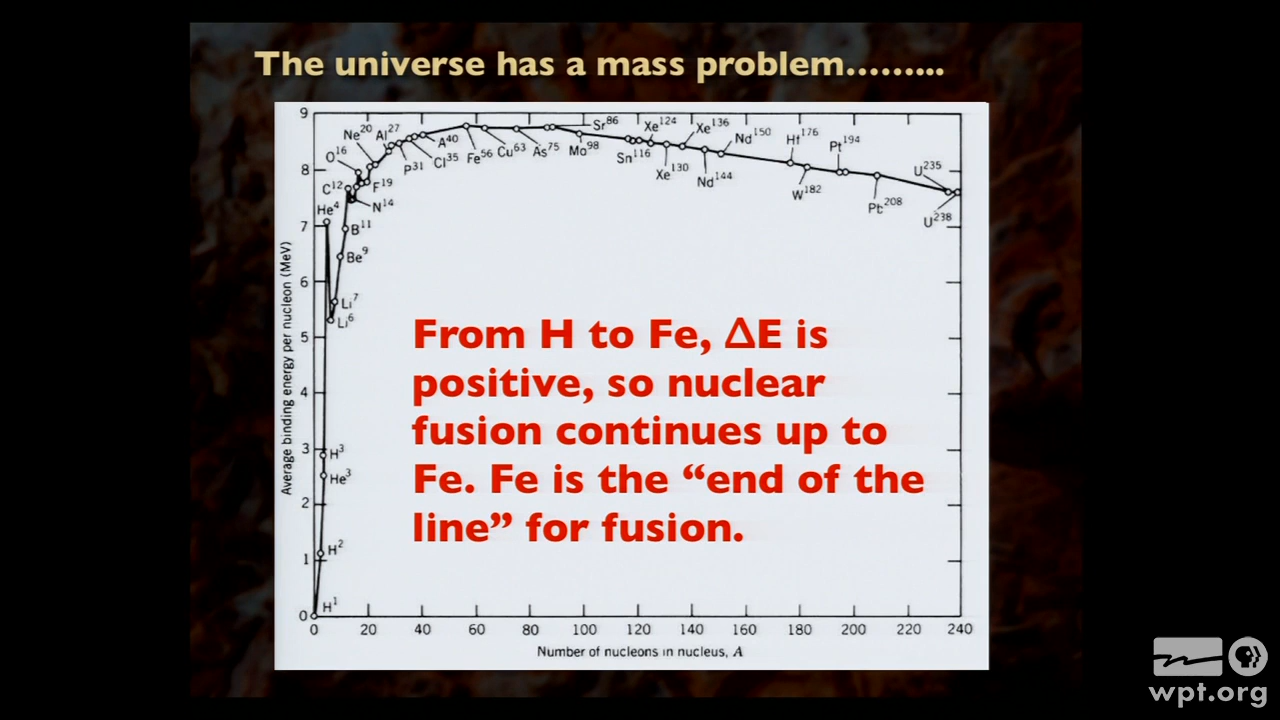 The universe has a mass problem.........
9
8
7
6
5
4
3
2
1
0
Average binding energy per nucleon (MeV)
0 20 40 60 80 100 120 140 160 180 200 220 240
Number of nucleons in nucleus, A
H¹
H²
He³
H³
Li⁶
Li⁷
Be⁹
B¹¹
He⁴
C¹²
N¹⁴
O¹⁶
F¹⁹
Ne²⁰
Al²⁷
P³¹
Cl³⁵
A⁴⁰
Fe⁵⁶
Cu⁶³
As⁷⁵
Sr⁸⁶
Mo⁹⁸
Sn¹¹⁶
Xe¹²⁴
Xe¹³⁰
Xe¹³⁶
Nd¹⁴⁴
Nd¹⁵⁰
Hf¹⁷⁶
W¹⁸²
Pt¹⁹⁴
Pt²⁰⁸
U²³⁵
U²³⁸
From H to Fe, ΔE is
positive, so nuclear
fusion continues up to
Fe. Fe is the “end of the
line” for fusion.
wpt.org